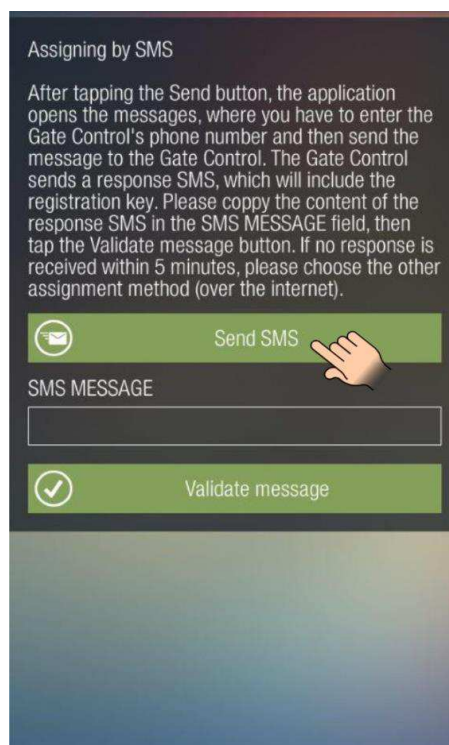 Assigning by SMS
After tapping the Send button, the application
opens the messages, where you have to enter the
Gate Control's phone number and then send the
message to the Gate Control. The Gate Control
sends a response SMS, which will include the
registration key. Please coppy the content of the
response SMS in the SMS MESSAGE field, then
tap the Validate message button. If no response is
received within 5 minutes, please choose the other
assignment method (over the internet).
Send SMS
SMS MESSAGE
Validate message